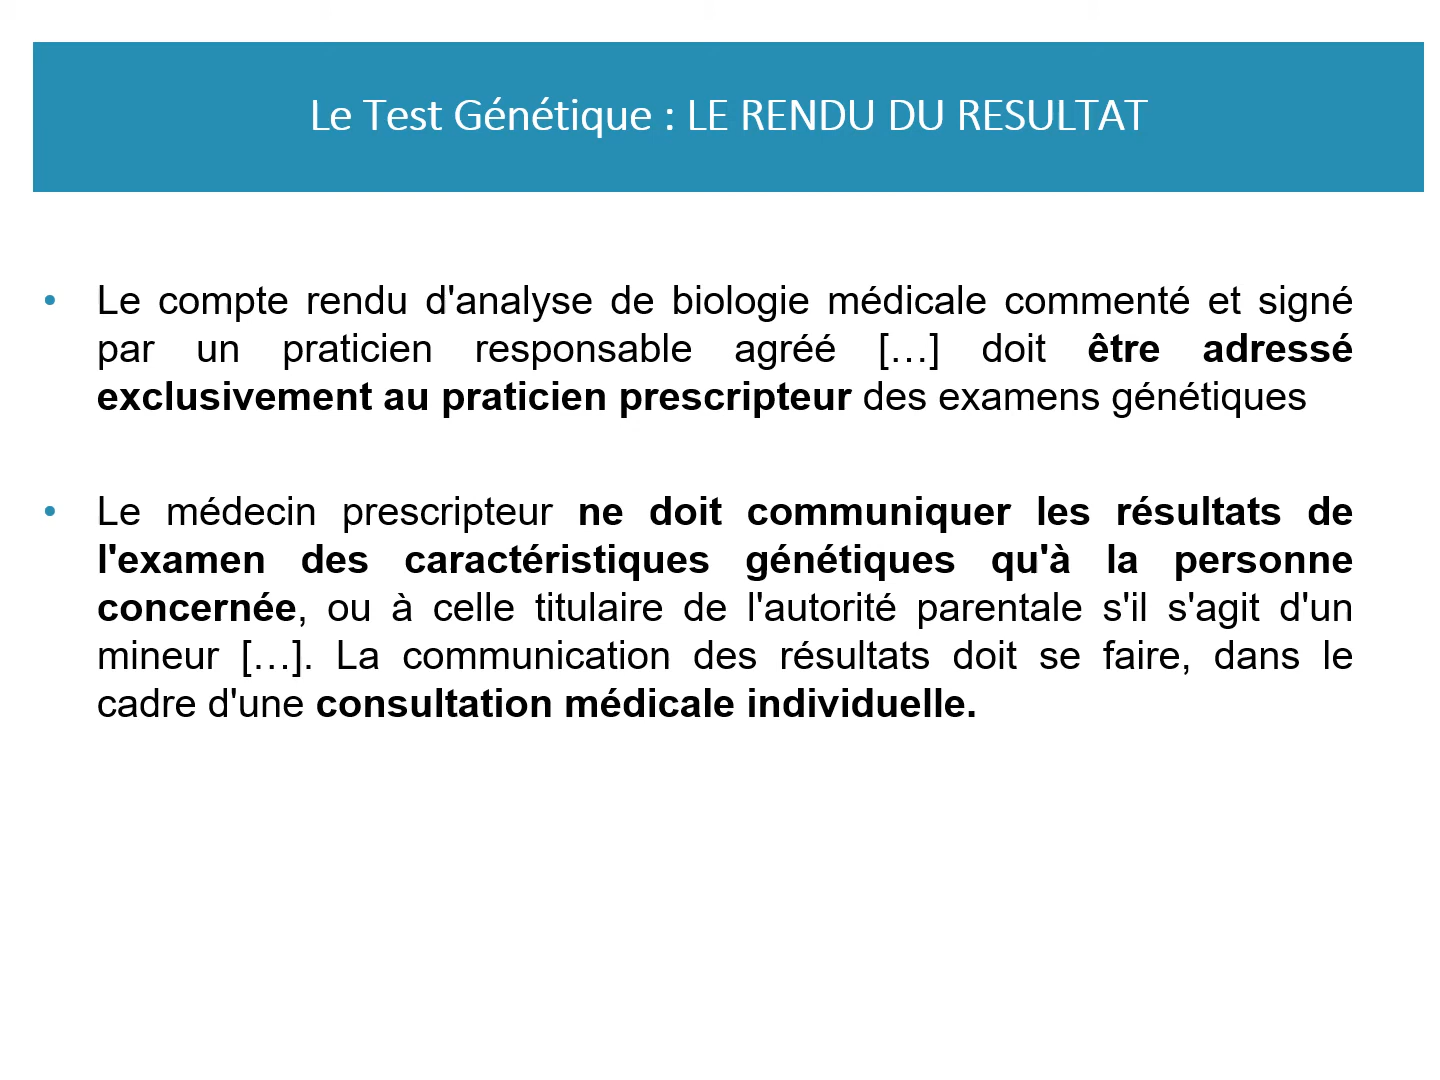 Le Test Génétique : LE RENDU DU RESULTAT
• Le compte rendu d'analyse de biologie médicale commenté et signé
par un praticien responsable agréé […] doit être adressé
exclusivement au praticien prescripteur des examens génétiques
• Le médecin prescripteur ne doit communiquer les résultats de
l'examen des caractéristiques génétiques qu'à la personne
concernée, ou à celle titulaire de l'autorité parentale s'il s'agit d'un
mineur […]. La communication des résultats doit se faire, dans le
cadre d'une consultation médicale individuelle.